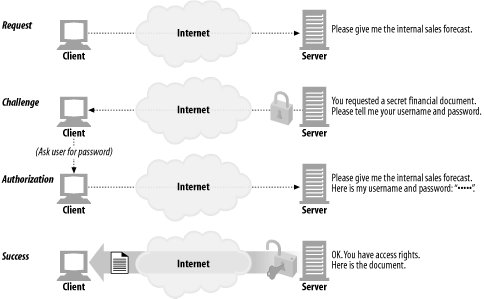 Request
Internet
Please give me the internal sales forecast.
Client
Server
Challenge
Internet
You requested a secret financial document.
Please tell me your username and password.
Client
Server
(Ask user for password)
Authorization
Internet
Please give me the internal sales forecast.
Here is my username and password: “•••••”.
Client
Server
Success
Internet
OK. You have access rights.
Here is the document.
Client
Server